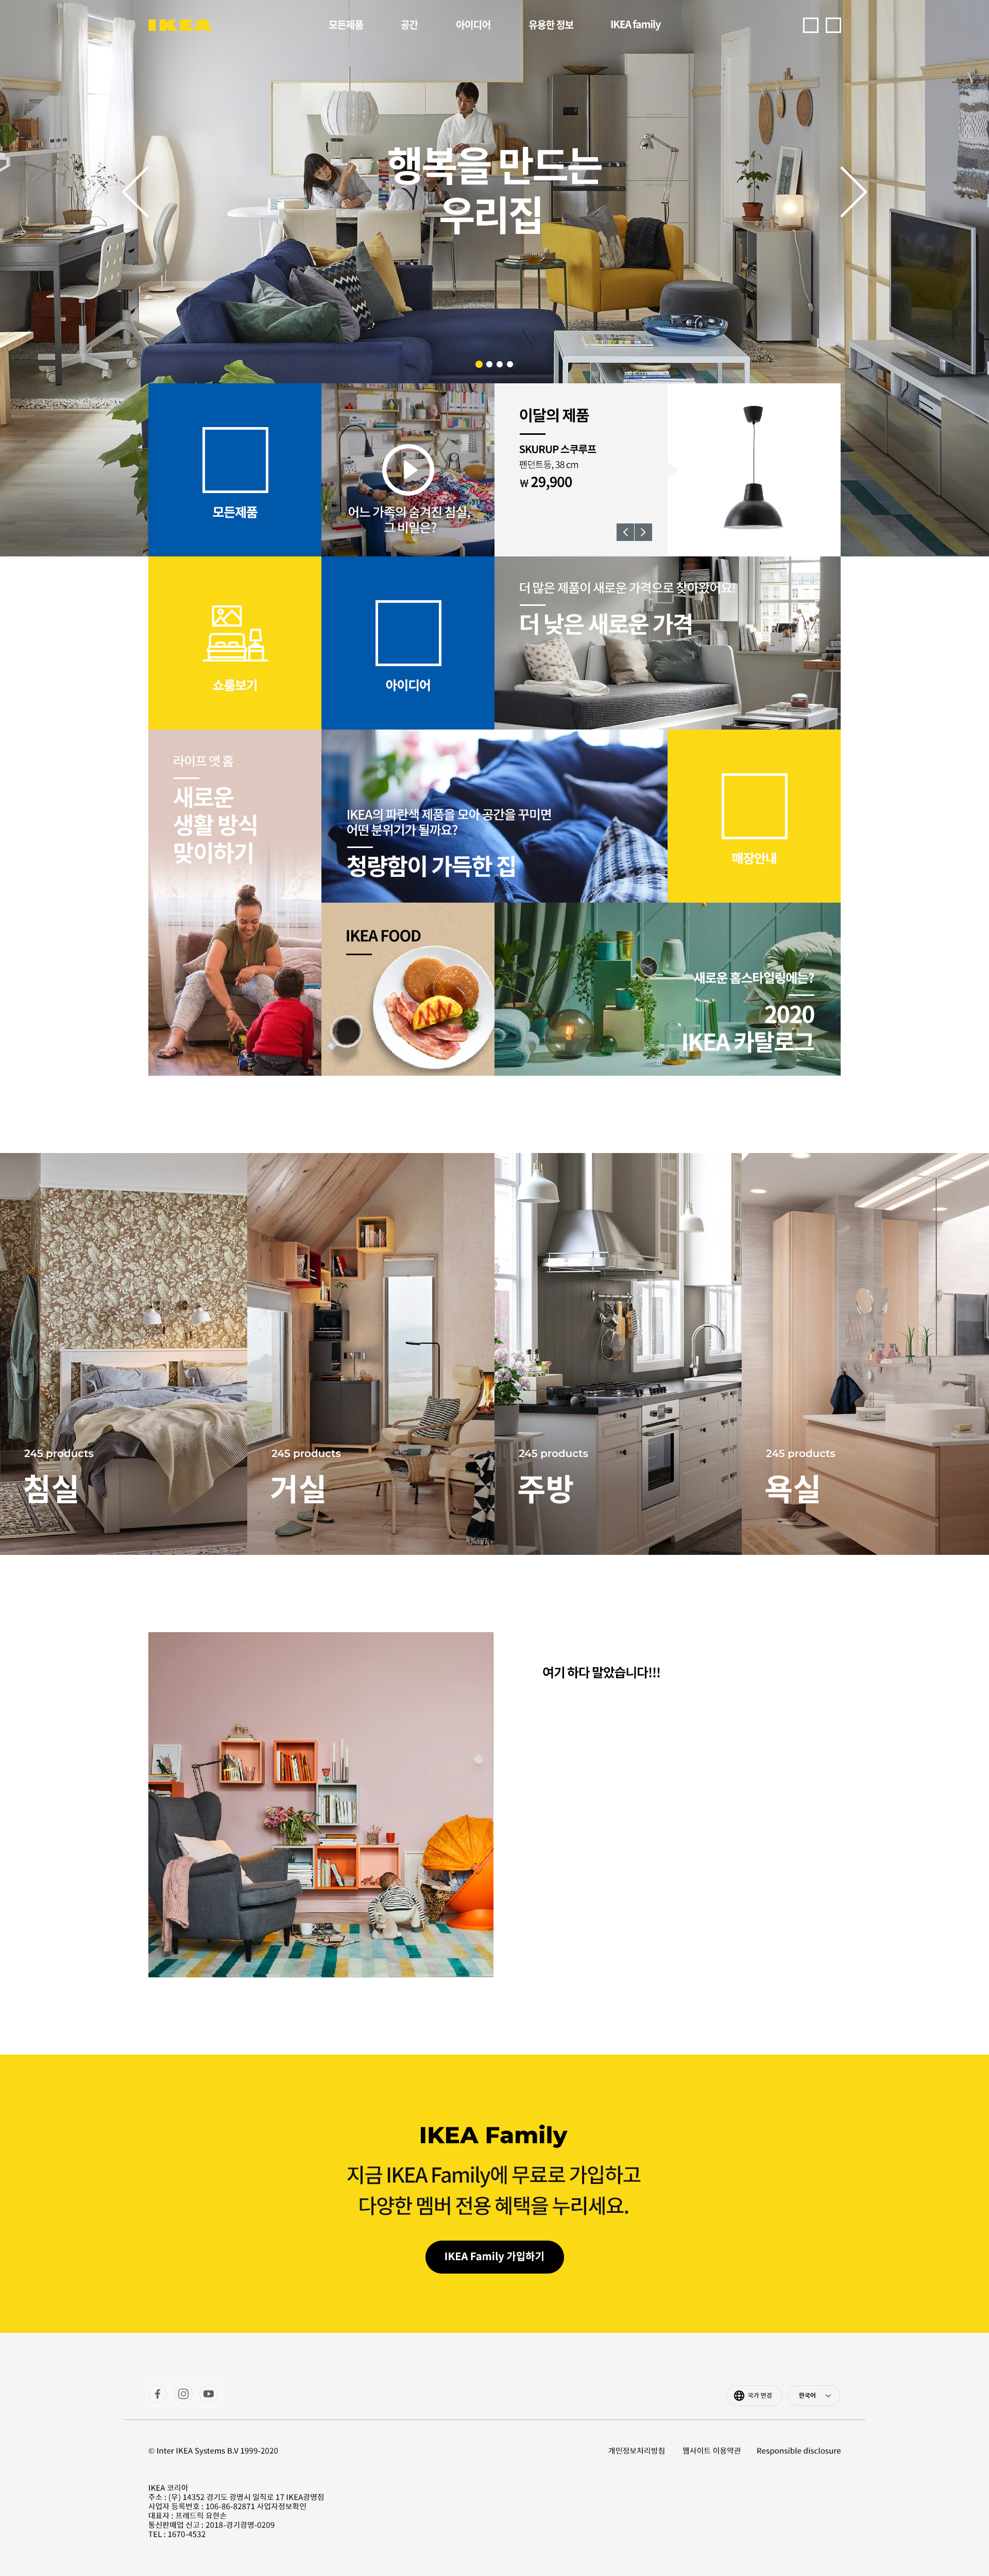 IKEA
모든제품
공간
아이디어
유용한 정보
IKEA family
행복을 만드는
우리집
모든제품
어느 가족의 숨겨진 침실,
그 비밀은?
이달의 제품
SKURUP 스쿠루프
펜던트등, 38 cm
₩ 29,900
쇼룸보기
아이디어
더 많은 제품이 새로운 가격으로 찾아왔어요!
더 낮은 새로운 가격
라이프 앳 홈
새로운
생활 방식
맞이하기
IKEA의 파란색 제품을 모아 공간을 꾸미면
어떤 분위기가 될까요?
청량함이 가득한 집
매장안내
IKEA FOOD
새로운 홈스타일링에는?
2020
IKEA 카탈로그
245 products
침실
245 products
거실
245 products
주방
245 products
욕실
여기 하다 말았습니다!!!
IKEA Family
지금 IKEA Family에 무료로 가입하고
다양한 멤버 전용 혜택을 누리세요.
IKEA Family 가입하기
국가 변경
한국어
© Inter IKEA Systems B.V 1999-2020
개인정보처리방침
웹사이트 이용약관
Responsible disclosure
IKEA 코리아
주소 : (우) 14352 경기도 광명시 일직로 17 IKEA광명점
사업자 등록번호 : 106-86-82871 사업자정보확인
대표자 : 프레드릭 요한손
통신판매업 신고 : 2018-경기광명-0209
TEL : 1670-4532